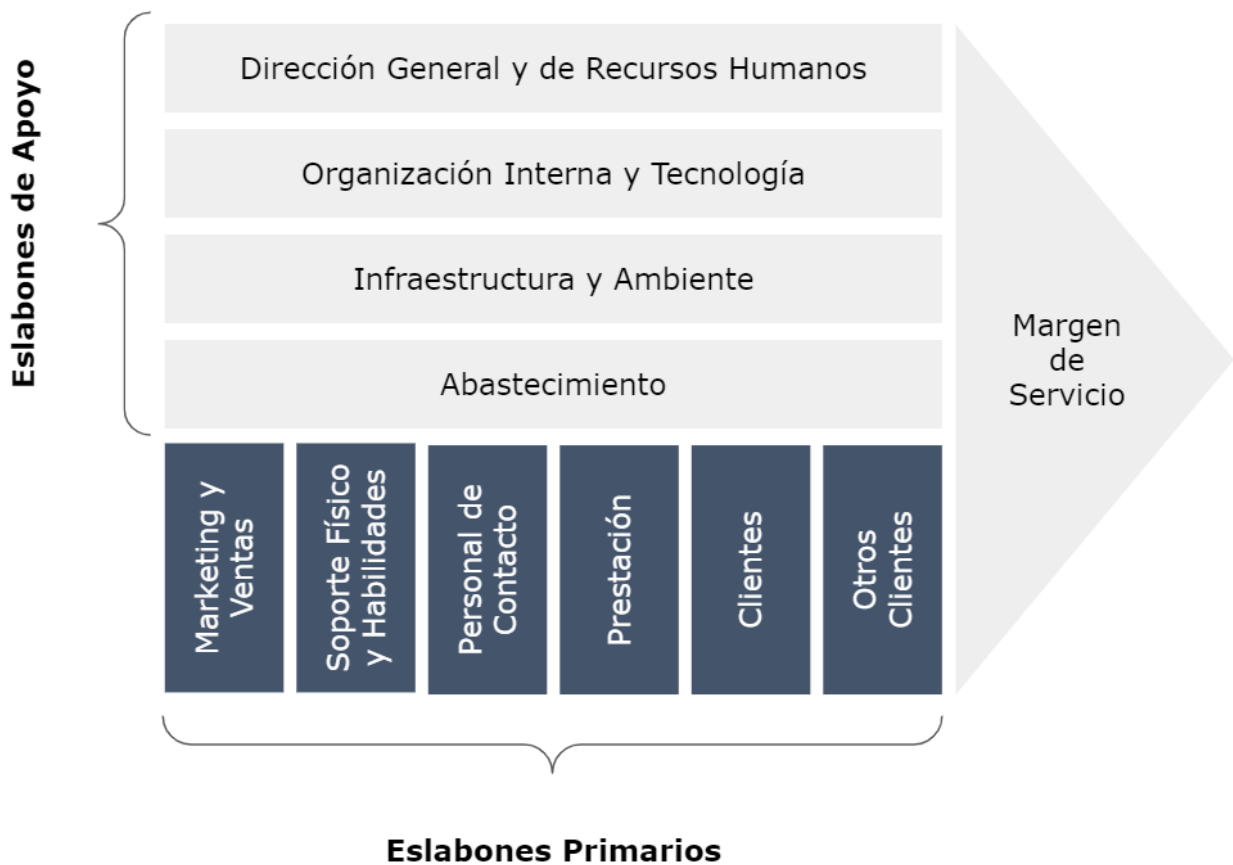 Eslabones de Apoyo
Dirección General y de Recursos Humanos
Organización Interna y Tecnología
Infraestructura y Ambiente
Abastecimiento
Margen
de
Servicio
Marketing y
Ventas
Soporte Físico
y Habilidades
Personal de
Contacto
Prestación
Clientes
Otros
Clientes
Eslabones Primarios